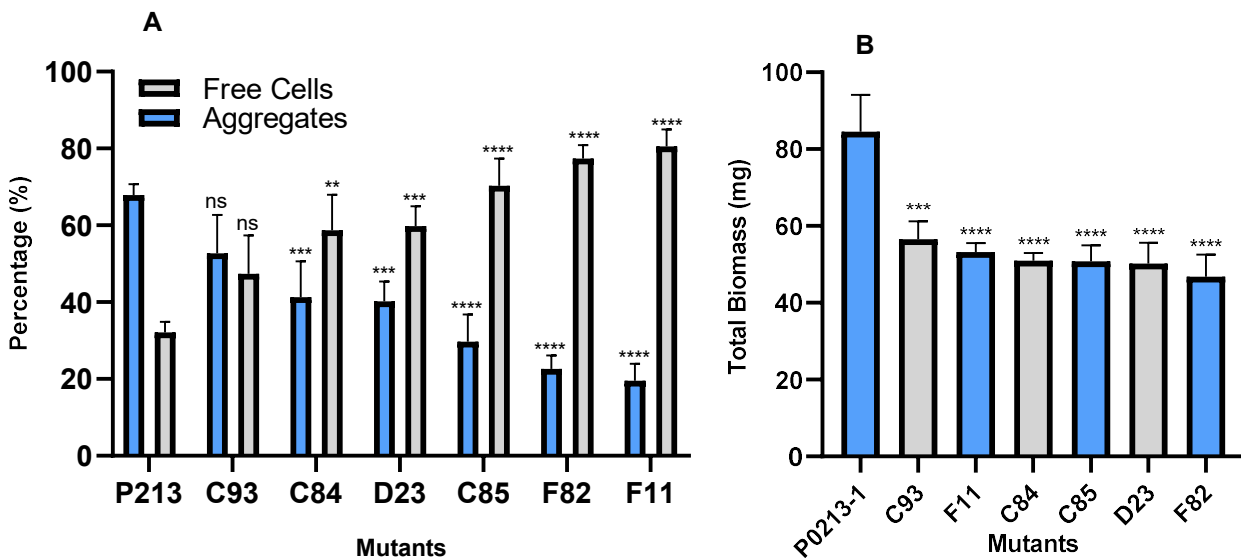 A
100
80
60
40
20
0
Percentage (%)
Free Cells
Aggregates
ns
ns
***
**
***
***
****
****
****
****
****
****
P213
C93
C84
D23
C85
F82
F11
Mutants
B
100
80
60
40
20
0
Total Biomass (mg)
***
****
****
****
****
****
P0213-1
C93
F11
C84
C85
D23
F82
Mutants